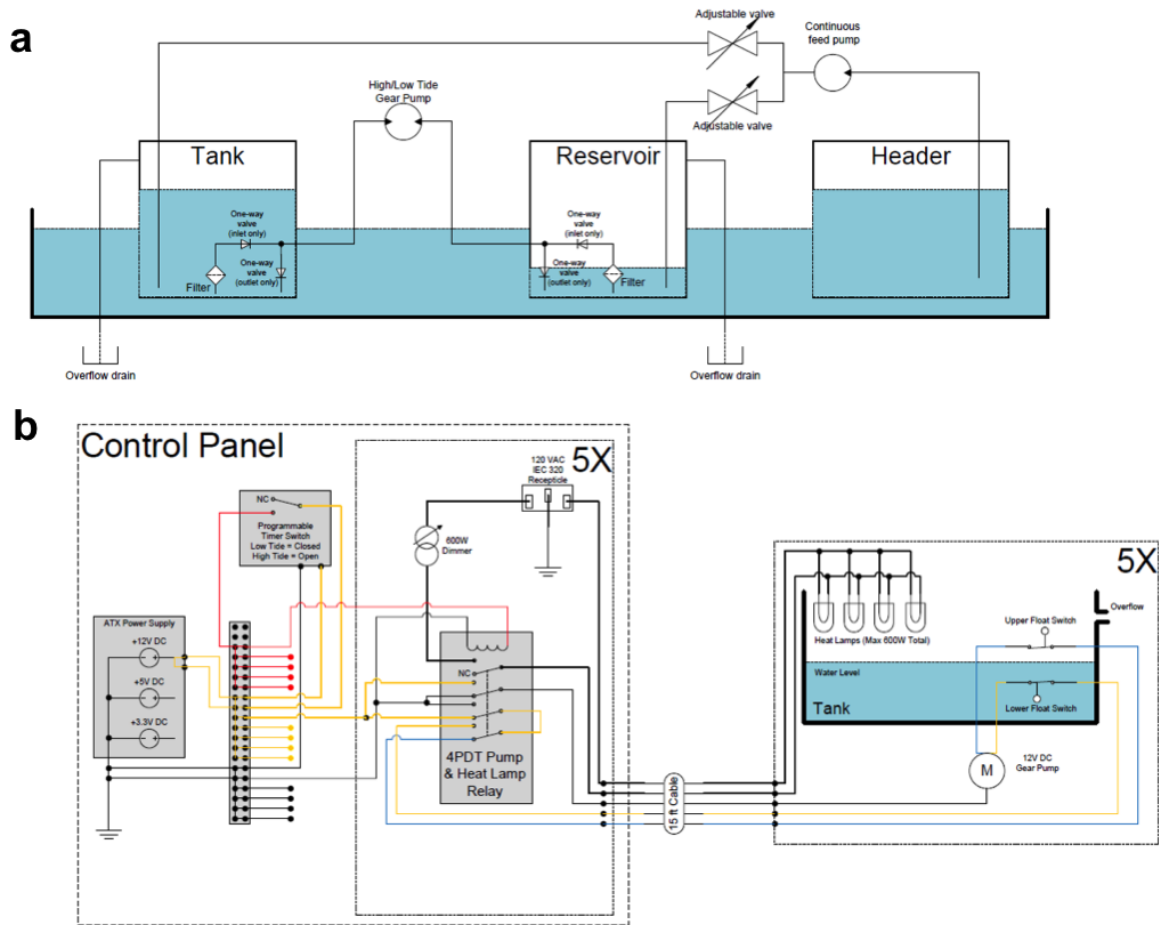 a
Adjustable valve
Continuous
feed pump
High/Low Tide
Gear Pump
Adjustable valve
Tank
Reservoir
Header
One-way
valve
(inlet only)
One-way
valve
(outlet only)
Filter
One-way
valve
(inlet only)
One-way
valve
(outlet only)
Filter
Overflow drain
Overflow drain
b
Control Panel
5X
120 VAC
IEC 320
Recepticle
NC
Programmable
Timer Switch
Low Tide = Closed
High Tide = Open
600W
Dimmer
ATX Power Supply
+12V DC
+5V DC
+3.3V DC
NC
4PDT Pump
& Heat Lamp
Relay
15 ft Cable
5X
Overflow
Heat Lamps (Max 600W Total)
Upper Float Switch
Water Level
Tank
Lower Float Switch
M
12V DC
Gear Pump